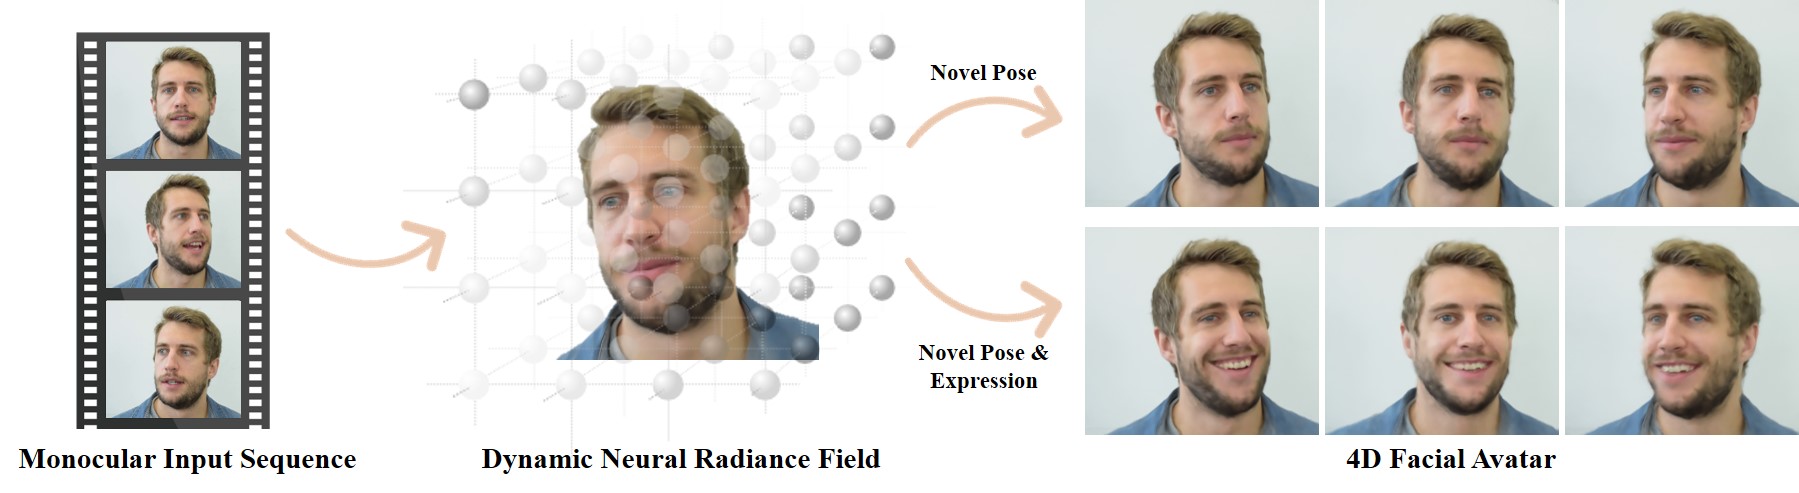 Novel Pose
Novel Pose &
Expression
Monocular Input Sequence
Dynamic Neural Radiance Field
4D Facial Avatar